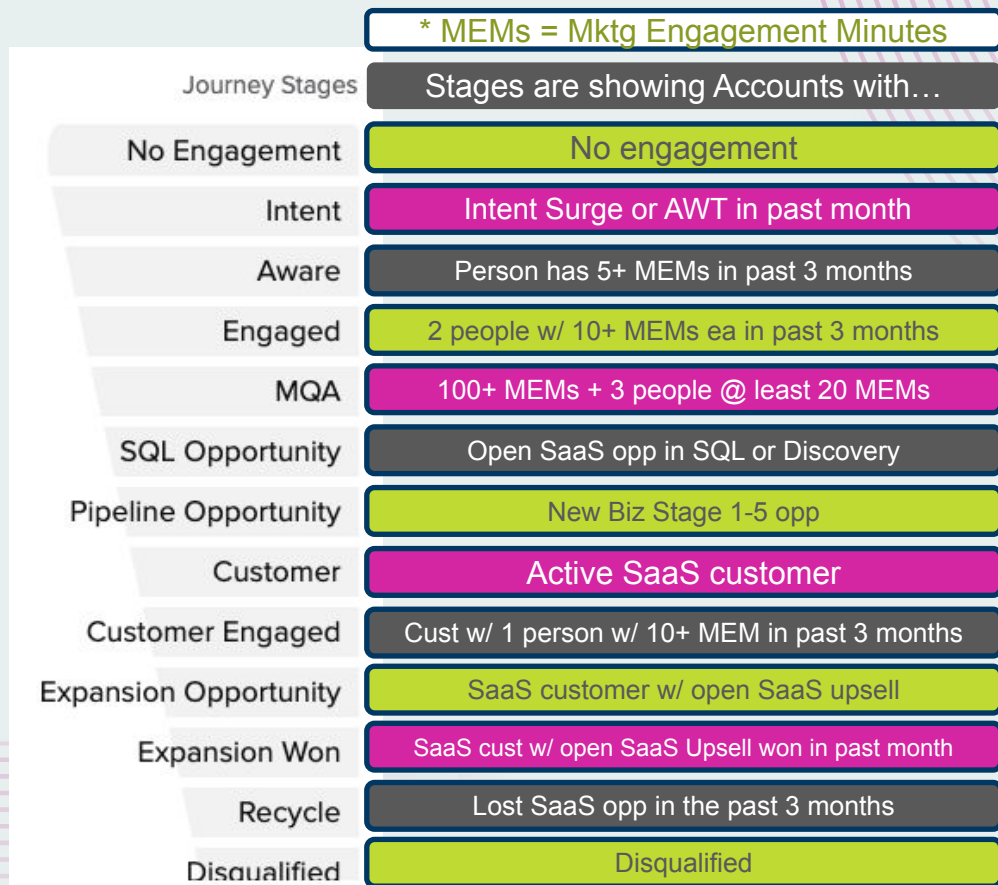 * MEMs = Mktg Engagement Minutes
Journey Stages
Stages are showing Accounts with…
No Engagement
No engagement
Intent
Intent Surge or AWT in past month
Aware
Person has 5+ MEMs in past 3 months
Engaged
2 people w/ 10+ MEMs ea in past 3 months
MQA
100+ MEMs + 3 people @ least 20 MEMs
SQL Opportunity
Open SaaS opp in SQL or Discovery
Pipeline Opportunity
New Biz Stage 1-5 opp
Customer
Active SaaS customer
Customer Engaged
Cust w/ 1 person w/ 10+ MEM in past 3 months
Expansion Opportunity
SaaS customer w/ open SaaS upsell
Expansion Won
SaaS cust w/ open SaaS Upsell won in past month
Recycle
Lost SaaS opp in the past 3 months
Disqualified
Disqualified